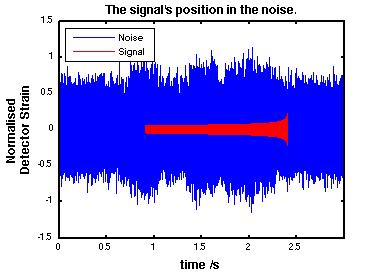 The signal's position in the noise.
1.5
Noise
Signal
1
0.5
0
-0.5
-1
-1.5
Normalised
Detector Strain
0 0.5 1 1.5 2 2.5
time /s